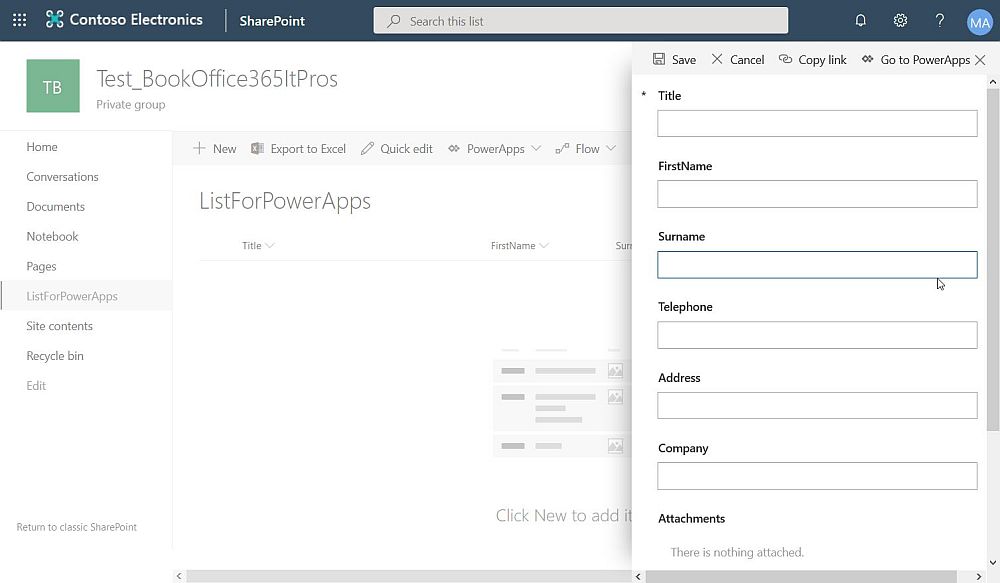 Contoso Electronics
SharePoint
Search this list
?
MA
Save
Cancel
Copy link
Go to PowerApps
TB
Test_BookOffice365ItPros
Private group
Home
Conversations
Documents
Notebook
Pages
ListForPowerApps
Site contents
Recycle bin
Edit
Return to classic SharePoint
New
Export to Excel
Quick edit
PowerApps
Flow
ListForPowerApps
Title
FirstName
Surn
Click New to add it
* Title
FirstName
Surname
Telephone
Address
Company
Attachments
There is nothing attached.